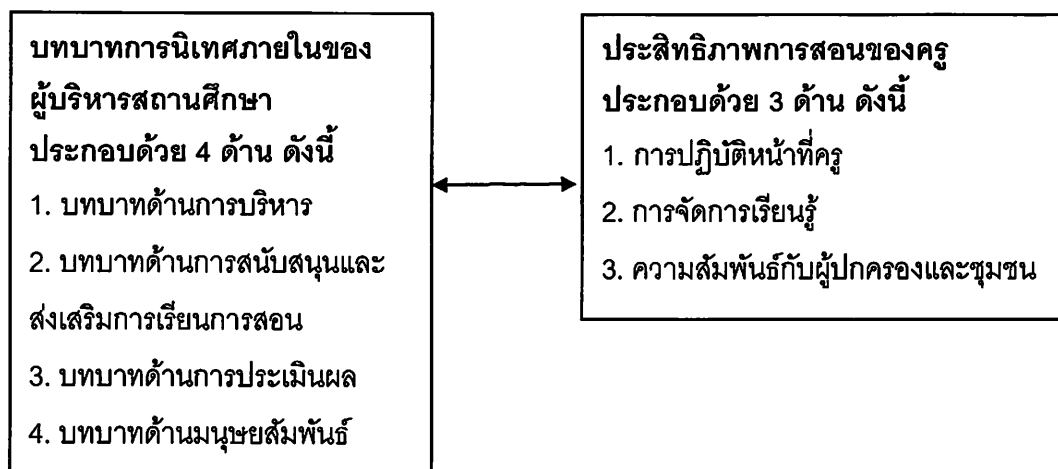 บทบาทการนิเทศภายในของ
ผู้บริหารสถานศึกษา
ประกอบด้วย 4 ด้าน ดังนี้
1. บทบาทด้านการบริหาร
2. บทบาทด้านการสนับสนุนและ
ส่งเสริมการเรียนการสอน
3. บทบาทด้านการประเมินผล
4. บทบาทด้านมนุษยสัมพันธ์
ประสิทธิภาพการสอนของครู
ประกอบด้วย 3 ด้าน ดังนี้
1. การปฏิบัติหน้าที่ครู
2. การจัดการเรียนรู้
3. ความสัมพันธ์กับผู้ปกครองและชุมชน